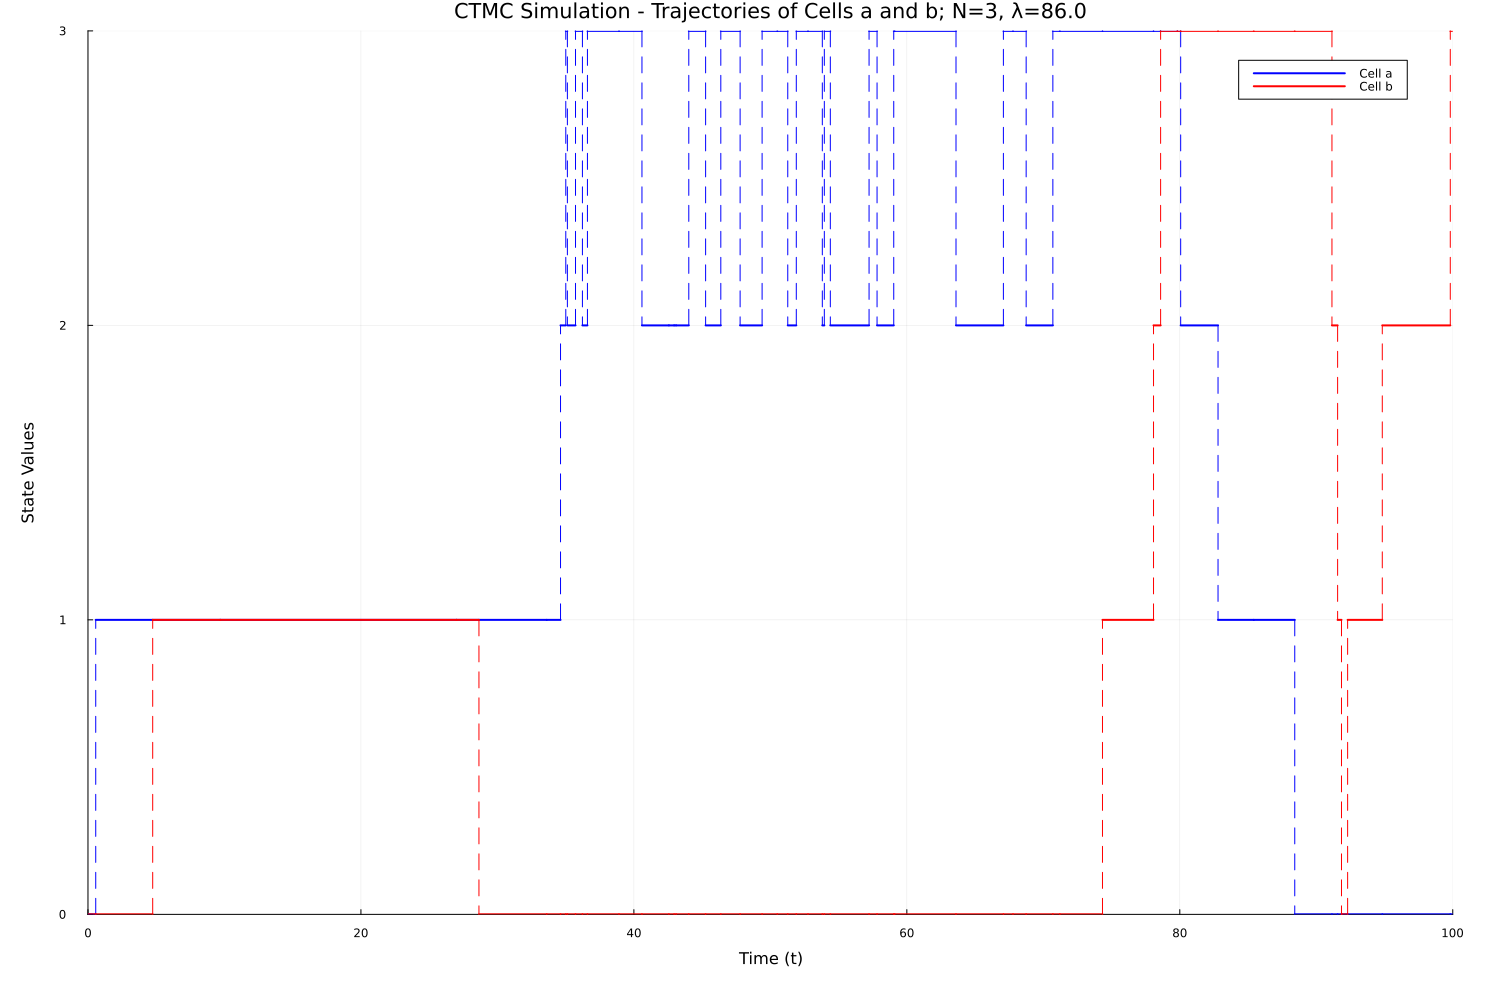 CTMC Simulation - Trajectories of Cells a and b; N=3, λ=86.0
3
Cell a
Cell b
2
State Values
1
0
0 20 40 60 80 100
Time (t)